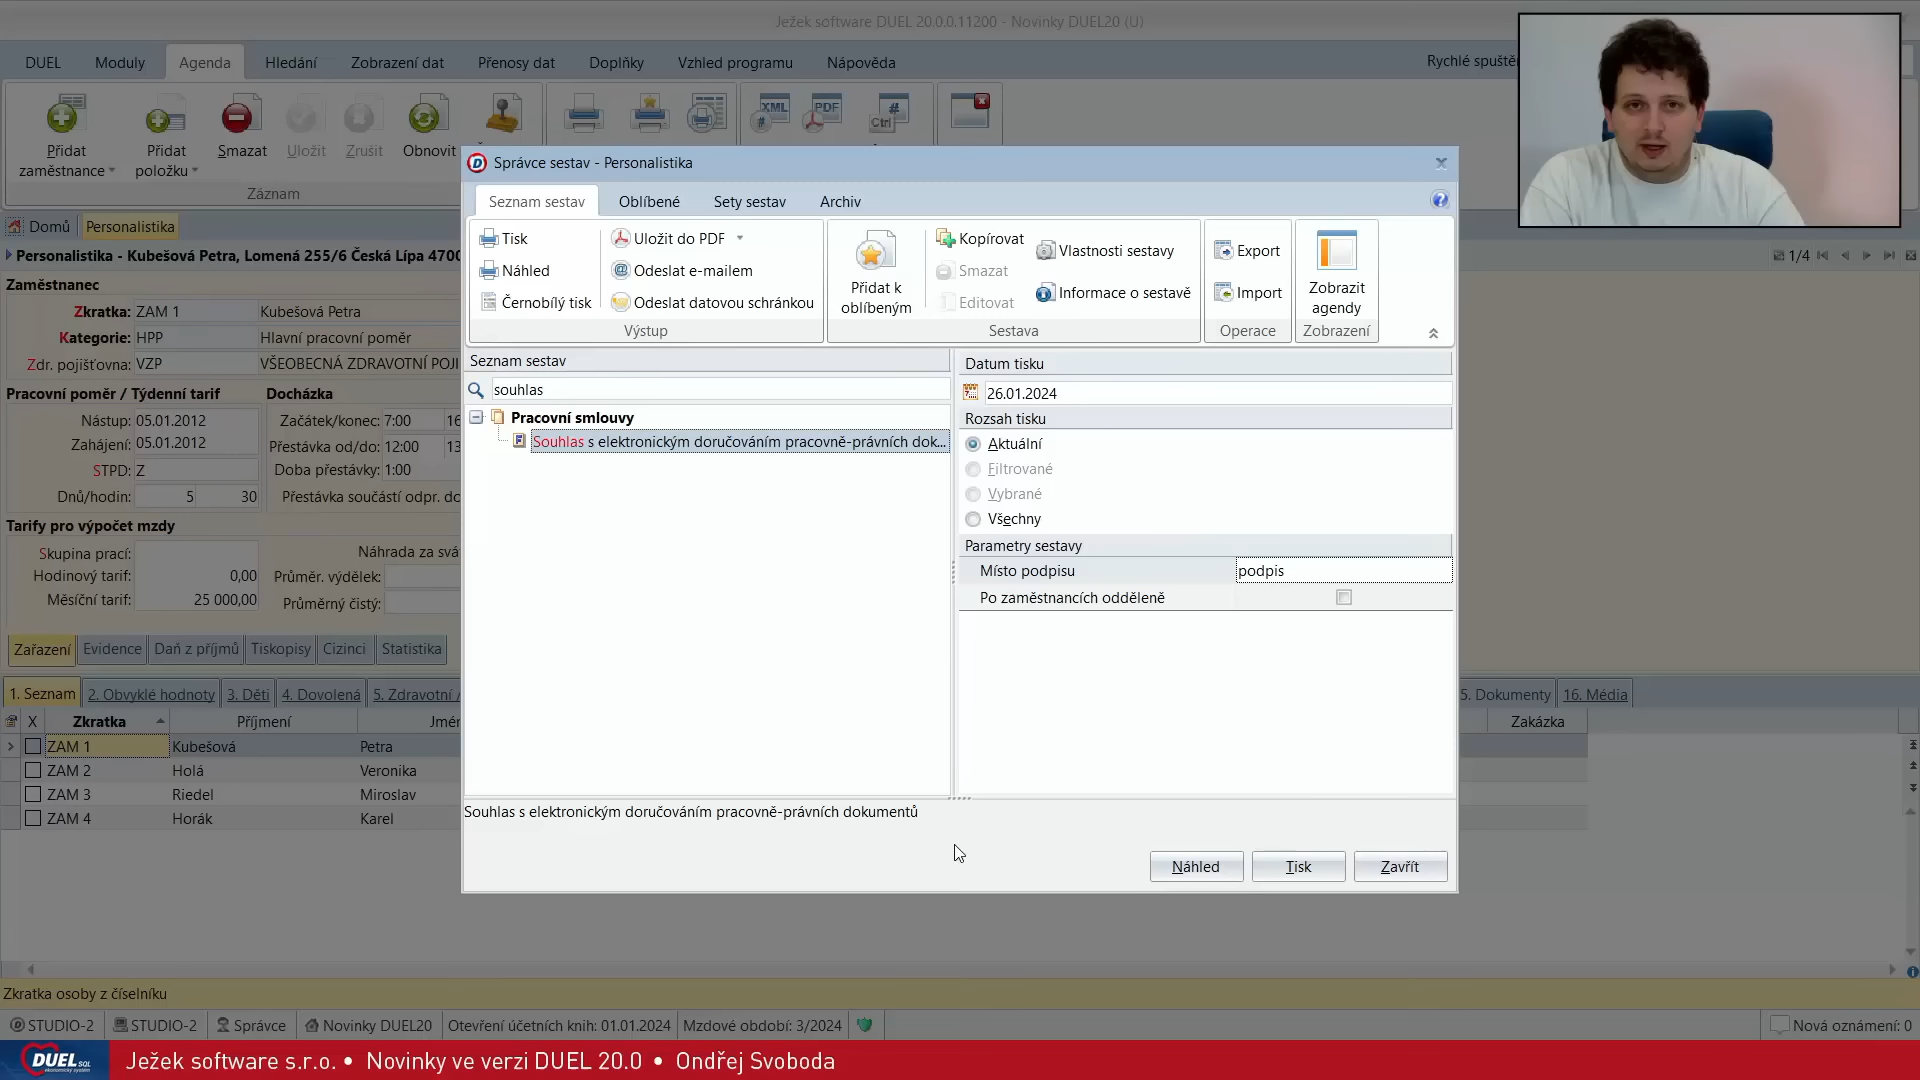 Ježek software DUEL 20.0.0.11200 - Novinky DUEL20 (U)
DUEL Moduly Agenda Hledání Zobrazení dat Přenosy dat Doplňky Vzhled programu Nápověda
Přidat zaměstnance Přidat položku Smazat Uložit Zrušit Obnovit
XML PDF Ctrl
Záznam
Domů Personalistika
Personalistika - Kubešová Petra, Lomená 255/6 Česká Lípa 4700
1/4
Zaměstnanec
Zkratka: ZAM 1 Kubešová Petra
Kategorie: HPP Hlavní pracovní poměr
Zdr. pojišťovna: VZP VŠEOBECNÁ ZDRAVOTNÍ POJI
Pracovní poměr / Týdenní tarif Docházka
Nástup: 05.01.2012 Začátek/konec: 7:00 16
Zahájení: 05.01.2012 Přestávka od/do: 12:00 13
STPD: Z Doba přestávky: 1:00
Dnů/hodin: 5 30 Přestávka součástí odpr. do
Tarify pro výpočet mzdy
Skupina prací: Náhrada za svá
Hodinový tarif: 0,00 Průměr. výdělek:
Měsíční tarif: 25 000,00 Průměrný čistý:
Zařazení Evidence Daň z příjmů Tiskopisy Cizinci Statistika
1. Seznam 2. Obvyklé hodnoty 3. Děti 4. Dovolená 5. Zdravotní / 5. Dokumenty 16. Média
X Zkratka Příjmení Jmé Zakázka
ZAM 1 Kubešová Petra
ZAM 2 Holá Veronika
ZAM 3 Riedel Miroslav
ZAM 4 Horák Karel
Správce sestav - Personalistika
Seznam sestav Oblíbené Sety sestav Archiv
Tisk Uložit do PDF
Náhled Odeslat e-mailem
Černobílý tisk Odeslat datovou schránkou
Výstup
Přidat k oblíbeným
Kopírovat
Smazat
Editovat
Vlastnosti sestavy
Informace o sestavě
Sestava
Export
Import
Operace
Zobrazit agendy
Zobrazení
Seznam sestav
souhlas
Pracovní smlouvy
Souhlas s elektronickým doručováním pracovně-právních dok...
Datum tisku
26.01.2024
Rozsah tisku
Aktuální
Filtrované
Vybrané
Všechny
Parametry sestavy
Místo podpisu podpis
Po zaměstnancích odděleně
Souhlas s elektronickým doručováním pracovně-právních dokumentů
Náhled Tisk Zavřít
Rychlé spuštěn
Zkratka osoby z číselníku
STUDIO-2 STUDIO-2 Správce Novinky DUEL20 Otevření účetních knih: 01.01.2024 Mzdové období: 3/2024 Nová oznámení: 0
DUEL SQL
Ježek software s.r.o. • Novinky ve verzi DUEL 20.0 • Ondřej Svoboda